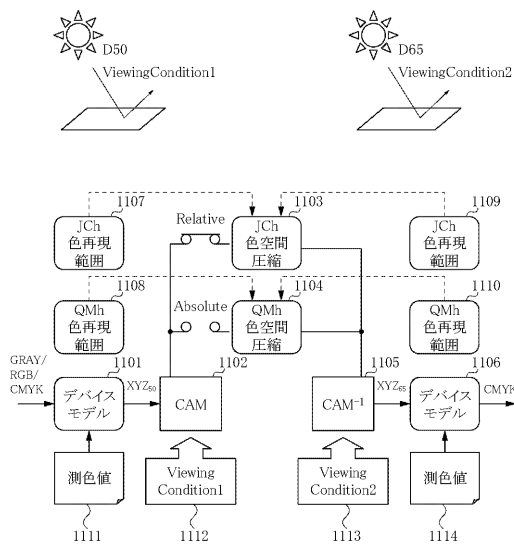 D50
ViewingCondition1
D65
ViewingCondition2
1107
JCh
色再現
範囲
Relative
1103
JCh
色空間
圧縮
1109
JCh
色再現
範囲
1108
QMh
色再現
範囲
Absolute
1104
QMh
色空間
圧縮
1110
QMh
色再現
範囲
GRAY/
RGB/
CMYK
1101
デバイス
モデル
XYZ50
1102
CAM
1105
CAM-1
XYZ65
1106
デバイス
モデル
CMYK
測色値
Viewing
Condition1
Viewing
Condition2
測色値
1111
1112
1113
1114